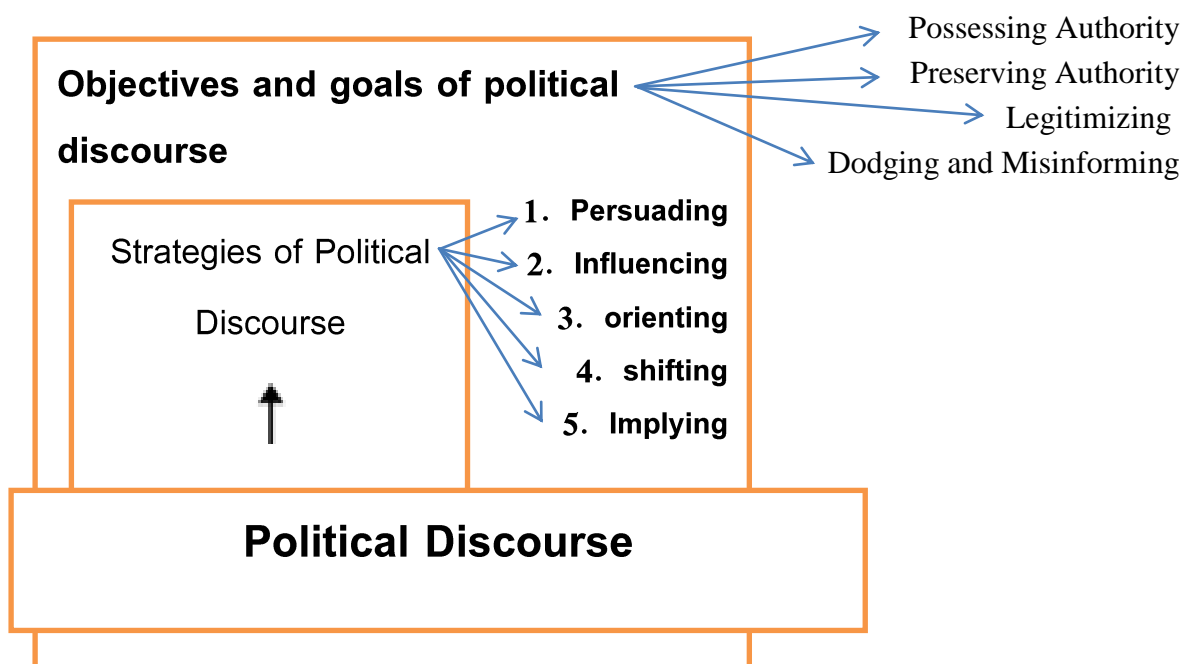 Possessing Authority
Objectives and goals of political
Preserving Authority
Legitimizing
discourse
Dodging and Misinforming
Strategies of Political
Discourse
1. Persuading
2. Influencing
3. orienting
4. shifting
5. Implying
Political Discourse